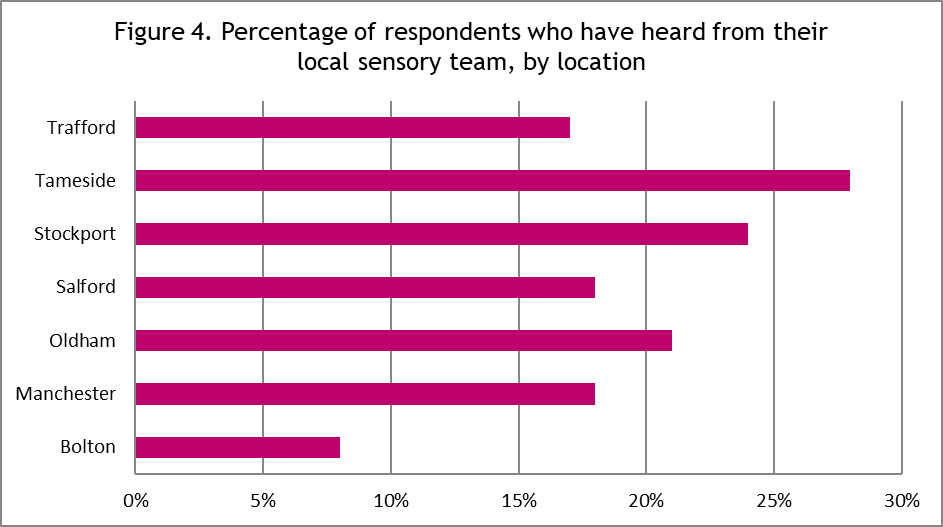 Figure 4. Percentage of respondents who have heard from their
local sensory team, by location
Trafford
Tameside
Stockport
Salford
Oldham
Manchester
Bolton
0% 5% 10% 15% 20% 25% 30%